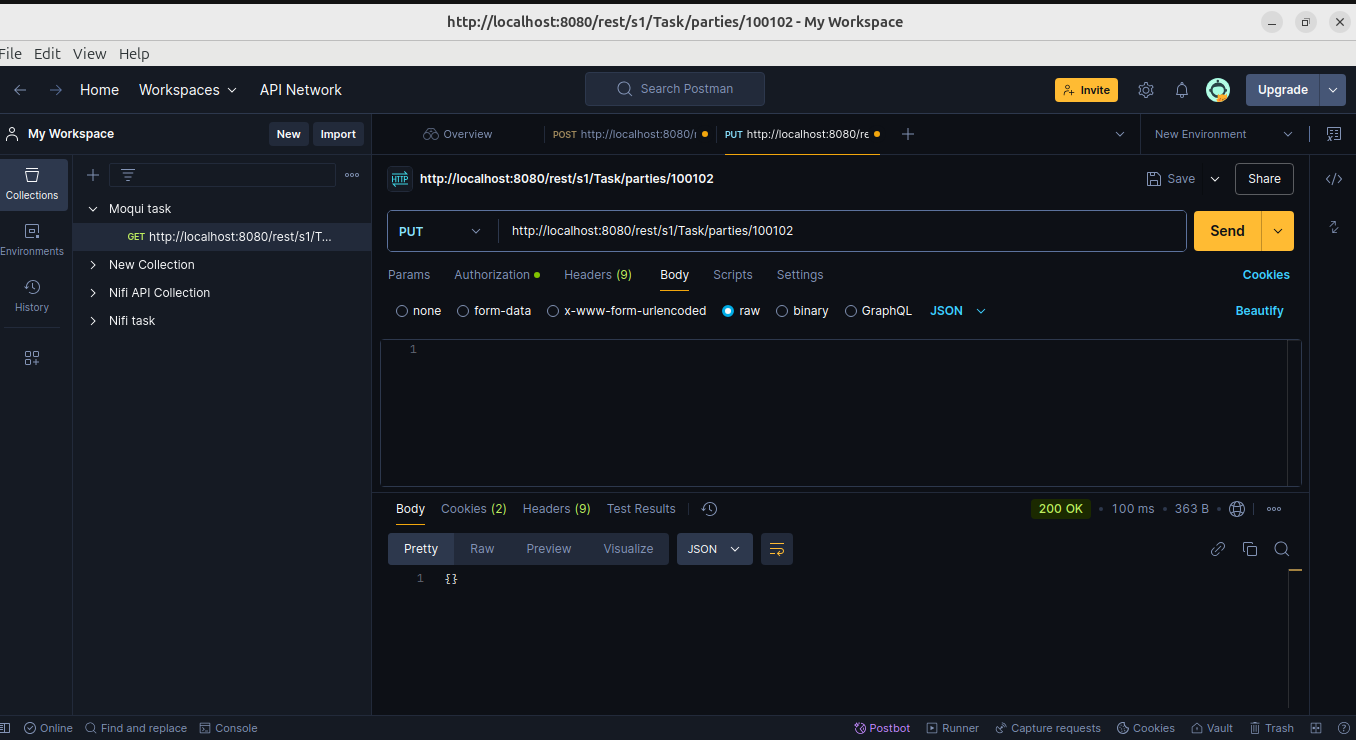 http://localhost:8080/rest/s1/Task/parties/100102 - My Workspace
File Edit View Help
Home Workspaces API Network Search Postman Invite Upgrade
My Workspace New Import Overview POST http://localhost:8080/r PUT http://localhost:8080/re New Environment
Collections
Environments
History
Moqui task
GET http://localhost:8080/rest/s1/T...
New Collection
Nifi API Collection
Nifi task
HTTP http://localhost:8080/rest/s1/Task/parties/100102 Save Share
PUT http://localhost:8080/rest/s1/Task/parties/100102 Send
Params Authorization Headers (9) Body Scripts Settings Cookies
none form-data x-www-form-urlencoded raw binary GraphQL JSON Beautify
1
Body Cookies (2) Headers (9) Test Results 200 OK • 100 ms • 363 B •
Pretty Raw Preview Visualize JSON
1 {}
Online Find and replace Console Postbot Runner Capture requests Cookies Vault Trash